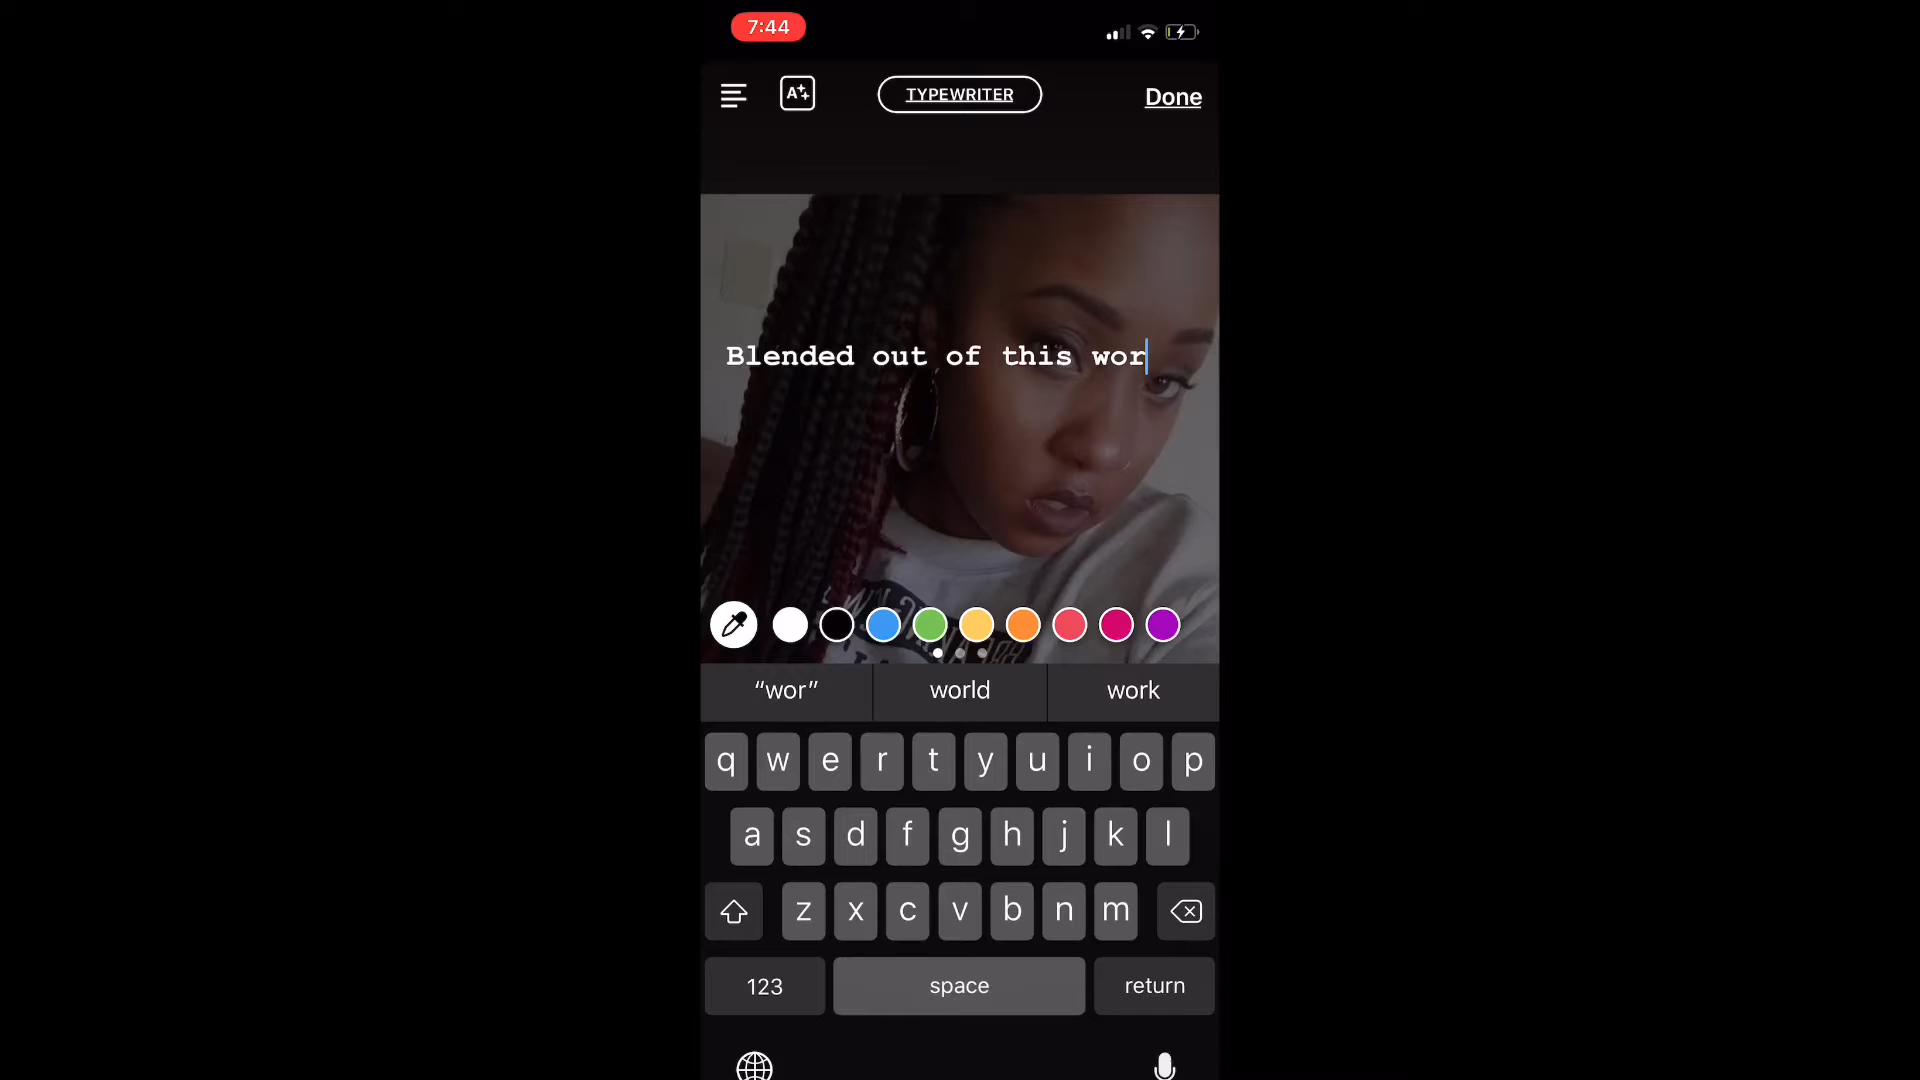 7:44
A
TYPEWRITER
Done
Blended out of this wor
“wor”
world
work
q w e r t y u i o p
a s d f g h j k l
z x c v b n m
123
space
return